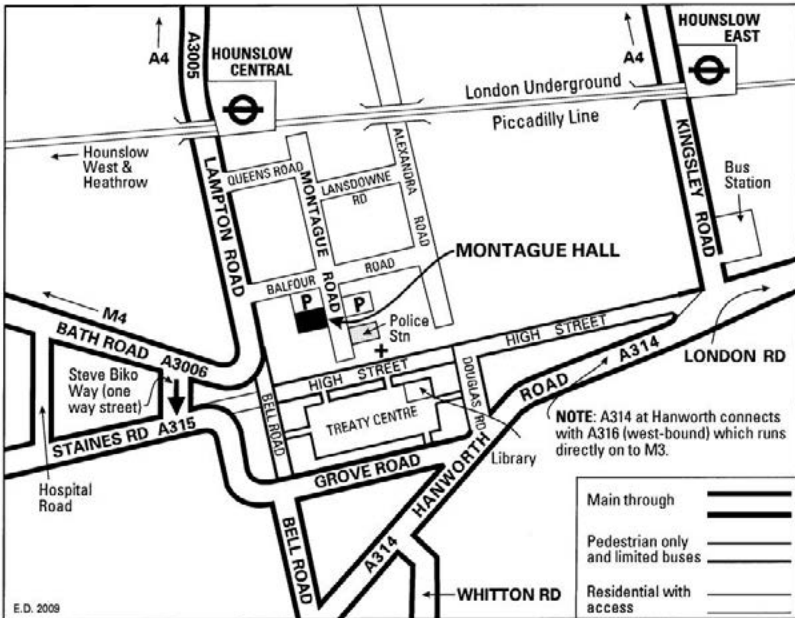 A4
A3005
HOUNSLOW
CENTRAL
A4
HOUNSLOW
EAST
London Underground
Piccadilly Line
Hounslow
West &
Heathrow
LAMPTON ROAD
QUEENS ROAD
MONTAGUE ROAD
LANSDOWNE
RD
ALEXANDRA ROAD
KINGSLEY ROAD
Bus
Station
BALFOUR ROAD
MONTAGUE HALL
P
P
Police
Stn
M4
BATH ROAD A3006
HIGH STREET
HIGH STREET
LONDON RD
Steve Biko
Way (one
way street)
STAINES RD A315
BELL ROAD
TREATY CENTRE
DOUGLAS RD
HANWORTH ROAD A314
NOTE: A314 at Hanworth connects
with A316 (west-bound) which runs
directly on to M3.
Library
GROVE ROAD
Hospital
Road
BELL ROAD
A314
WHITTON RD
Main through
Pedestrian only
and limited buses
Residential with
access
E.D. 2009